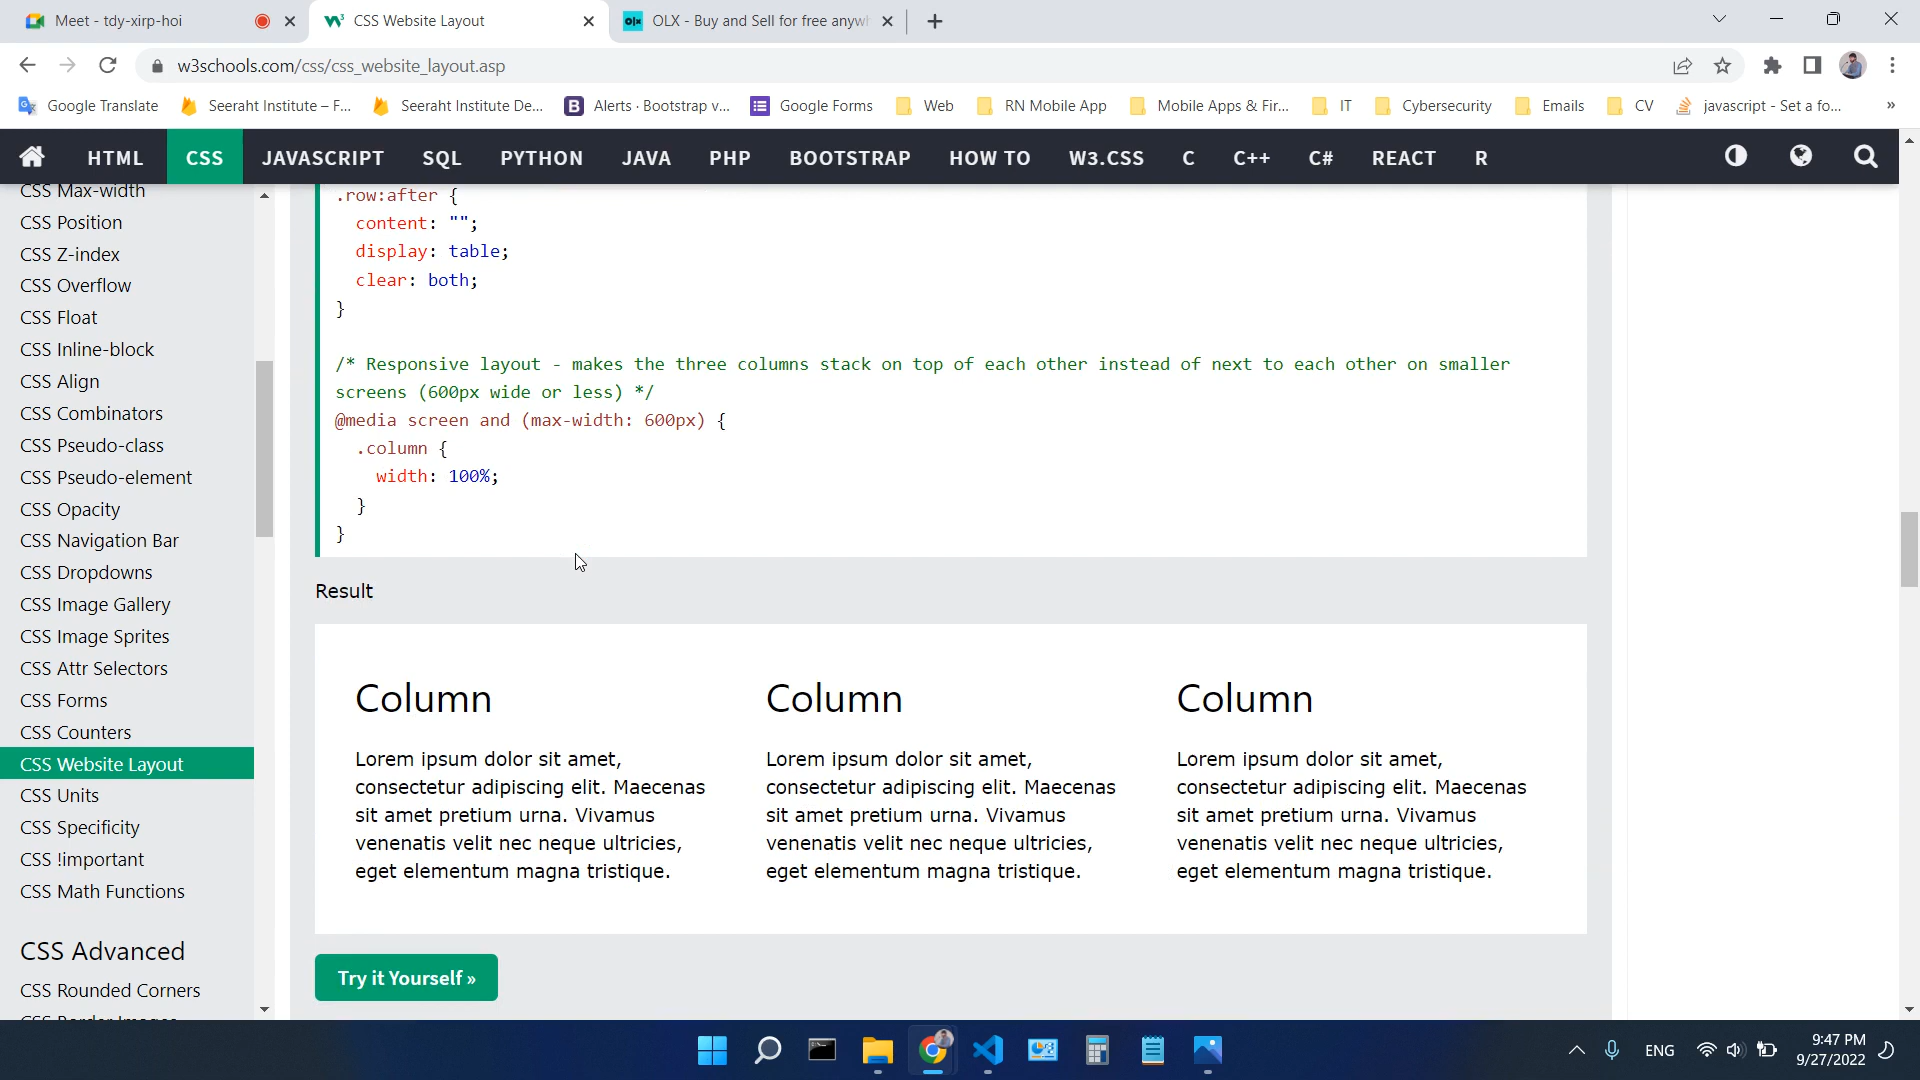 Meet - tdy-xirp-hoi
CSS Website Layout
OLX - Buy and Sell for free anywh
w3schools.com/css/css_website_layout.asp
Google Translate
Seeraht Institute – F...
Seeraht Institute De...
Alerts · Bootstrap v...
Google Forms
Web
RN Mobile App
Mobile Apps & Fir...
IT
Cybersecurity
Emails
CV
javascript - Set a fo...
»
HTML
CSS
JAVASCRIPT
SQL
PYTHON
JAVA
PHP
BOOTSTRAP
HOW TO
W3.CSS
C
C++
C#
REACT
R
CSS Max-width
CSS Position
CSS Z-index
CSS Overflow
CSS Float
CSS Inline-block
CSS Align
CSS Combinators
CSS Pseudo-class
CSS Pseudo-element
CSS Opacity
CSS Navigation Bar
CSS Dropdowns
CSS Image Gallery
CSS Image Sprites
CSS Attr Selectors
CSS Forms
CSS Counters
CSS Website Layout
CSS Units
CSS Specificity
CSS !important
CSS Math Functions
CSS Advanced
CSS Rounded Corners
CSS Border Images
.row:after {
content: "";
display: table;
clear: both;
}
/* Responsive layout - makes the three columns stack on top of each other instead of next to each other on smaller
screens (600px wide or less) */
@media screen and (max-width: 600px) {
.column {
width: 100%;
}
}
Result
Column
Lorem ipsum dolor sit amet,
consectetur adipiscing elit. Maecenas
sit amet pretium urna. Vivamus
venenatis velit nec neque ultricies,
eget elementum magna tristique.
Column
Lorem ipsum dolor sit amet,
consectetur adipiscing elit. Maecenas
sit amet pretium urna. Vivamus
venenatis velit nec neque ultricies,
eget elementum magna tristique.
Column
Lorem ipsum dolor sit amet,
consectetur adipiscing elit. Maecenas
sit amet pretium urna. Vivamus
venenatis velit nec neque ultricies,
eget elementum magna tristique.
Try it Yourself »
ENG
9:47 PM
9/27/2022